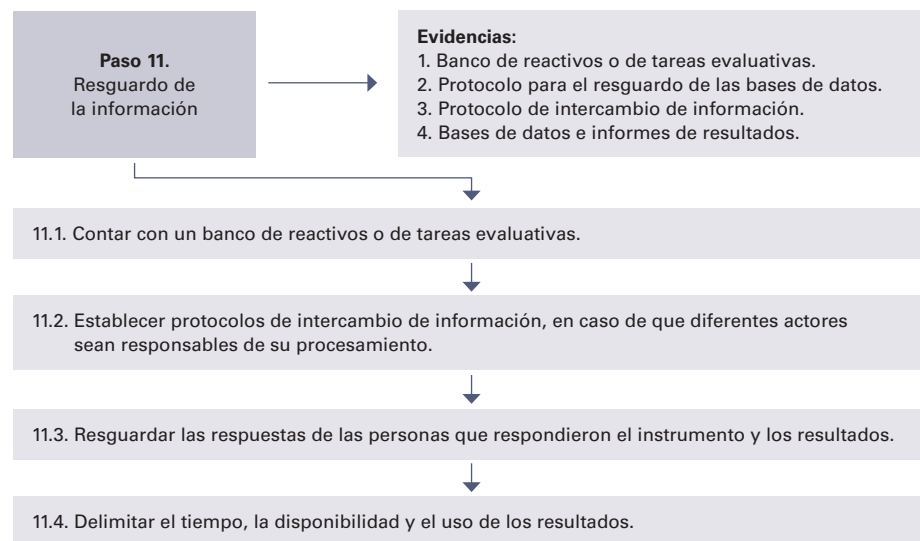 Paso 11.
Resguardo de
la información
Evidencias:
1. Banco de reactivos o de tareas evaluativas.
2. Protocolo para el resguardo de las bases de datos.
3. Protocolo de intercambio de información.
4. Bases de datos e informes de resultados.
11.1. Contar con un banco de reactivos o de tareas evaluativas.
11.2. Establecer protocolos de intercambio de información, en caso de que diferentes actores
sean responsables de su procesamiento.
11.3. Resguardar las respuestas de las personas que respondieron el instrumento y los resultados.
11.4. Delimitar el tiempo, la disponibilidad y el uso de los resultados.